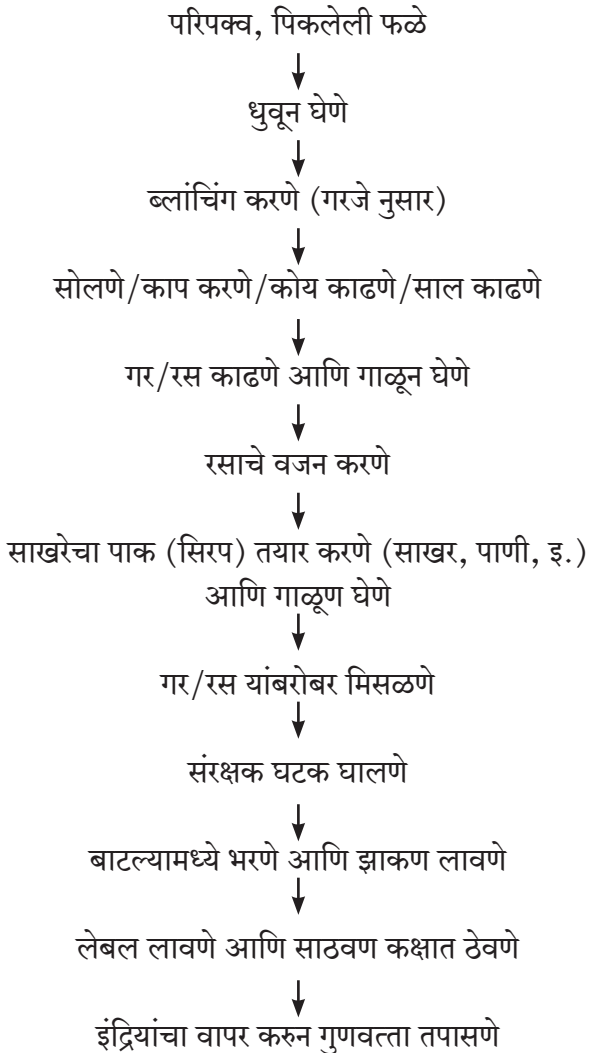 परिपक्व, पिकलेली फळे
धुवून घेणे
ब्लांचिंग करणे (गरजे नुसार)
सोलणे/काप करणे/कोय काढणे/साल काढणे
गर/रस काढणे आणि गाळून घेणे
रसाचे वजन करणे
साखरेचा पाक (सिरप) तयार करणे (साखर, पाणी, इ.)
आणि गाळूण घेणे
गर/रस यांबरोबर मिसळणे
संरक्षक घटक घालणे
बाटल्यामध्ये भरणे आणि झाकण लावणे
लेबल लावणे आणि साठवण कक्षात ठेवणे
इंद्रियांचा वापर करुन गुणवत्ता तपासणे